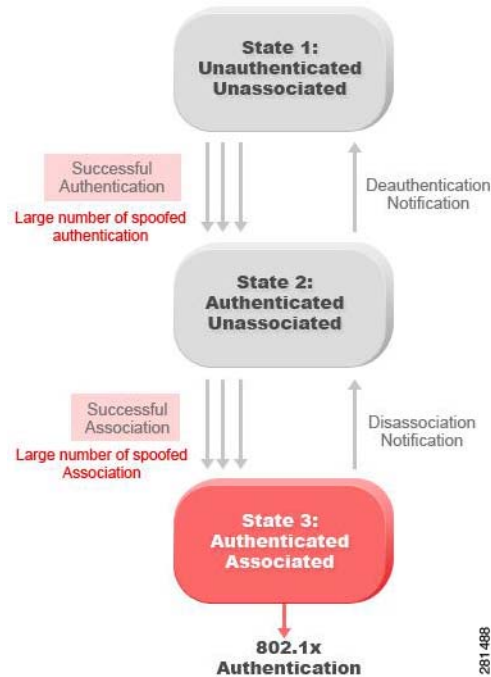 State 1:
Unauthenticated
Unassociated
Successful
Authentication
Large number of spoofed
authentication
Deauthentication
Notification
State 2:
Authenticated
Unassociated
Successful
Association
Large number of spoofed
Association
Disassociation
Notification
State 3:
Authenticated
Associated
802.1x
Authentication
281488